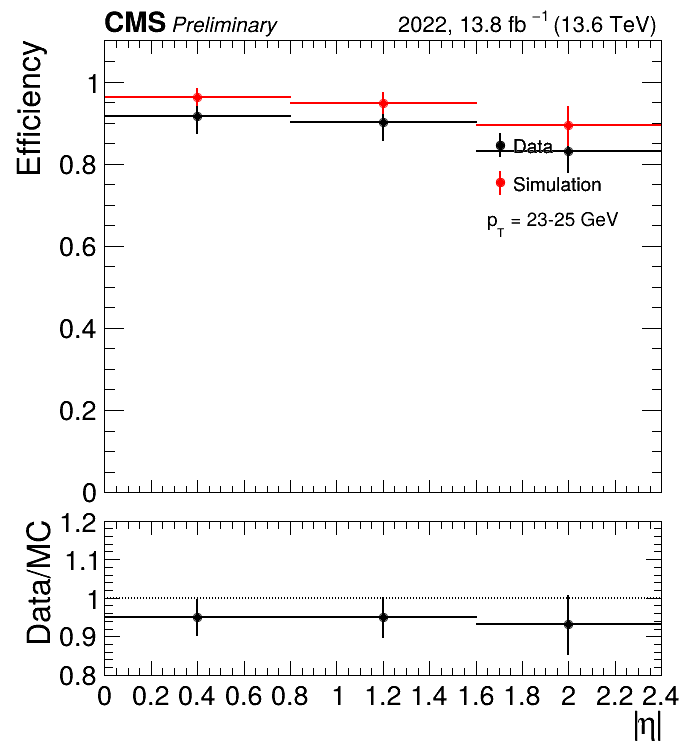 CMS Preliminary 2022, 13.8 fb⁻¹ (13.6 TeV)
Efficiency
1
0.8
0.6
0.4
0.2
0
Data
Simulation
p_T = 23-25 GeV
Data/MC
1.2
1.1
1
0.9
0.8
0 0.2 0.4 0.6 0.8 1 1.2 1.4 1.6 1.8 2 2.2 2.4
|η|